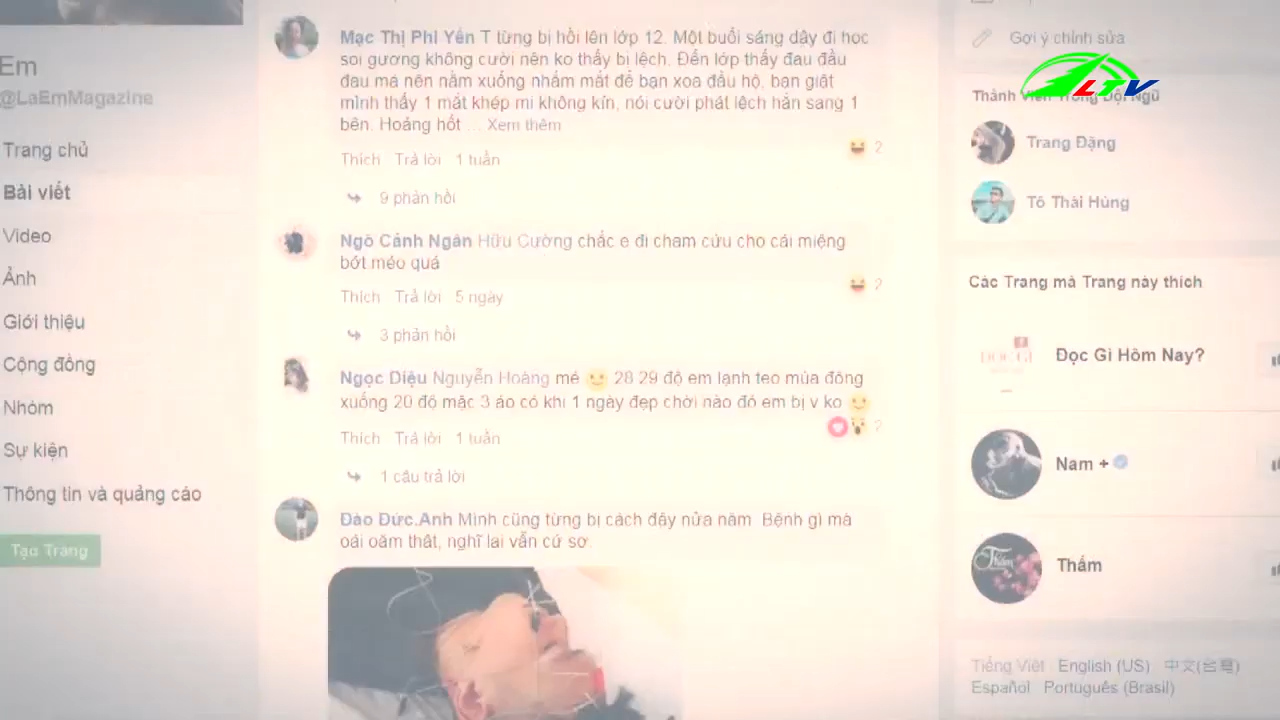 Em
@LaEmMagazine
Trang chủ
Bài viết
Video
Ảnh
Giới thiệu
Cộng đồng
Nhóm
Sự kiện
Thông tin và quảng cáo
Tạo Trang
Mạc Thị Phi Yến T từng bị hồi lên lớp 12. Một buổi sáng dậy đi học
soi gương không cười nên ko thấy bị lệch. Đến lớp thấy đau đầu
đau má nên nằm xuống nhắm mắt để bạn xoa đầu hộ, bạn giật
mình thấy 1 mắt khép mi không kín, nói cười phát lệch hẳn sang 1
bên. Hoảng hốt ... Xem thêm
2
Thích Trả lời 1 tuần
9 phản hồi
Ngô Cảnh Ngân Hữu Cường chắc e đi châm cứu cho cái miệng
bớt méo quá
2
Thích Trả lời 5 ngày
3 phản hồi
Ngọc Diệu Nguyễn Hoàng mé 28 29 độ em lạnh teo mùa đông
xuống 20 độ mặc 3 áo có khi 1 ngày đẹp chời nào đó em bị v ko
2
Thích Trả lời 1 tuần
1 câu trả lời
Đào Đức.Anh Mình cũng từng bị cách đây nửa năm Bệnh gì mà
oái oăm thật, nghĩ lại vẫn cứ sợ.
Gợi ý chỉnh sửa
LTV
Thành Viên Trong Đội Ngũ
Trang Đặng
Tô Thái Hùng
Các Trang mà Trang này thích
ĐỌC GÌ
Đọc Gì Hôm Nay?
Nam +
Thấm
Thấm
Tiếng Việt English (US) 中文(台灣)
Español Português (Brasil)